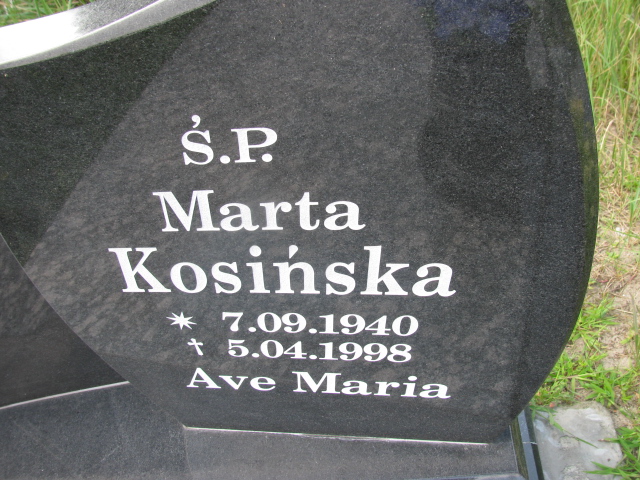 Ś.P.
Marta
Kosińska
* 7.09.1940
† 5.04.1998
Ave Maria